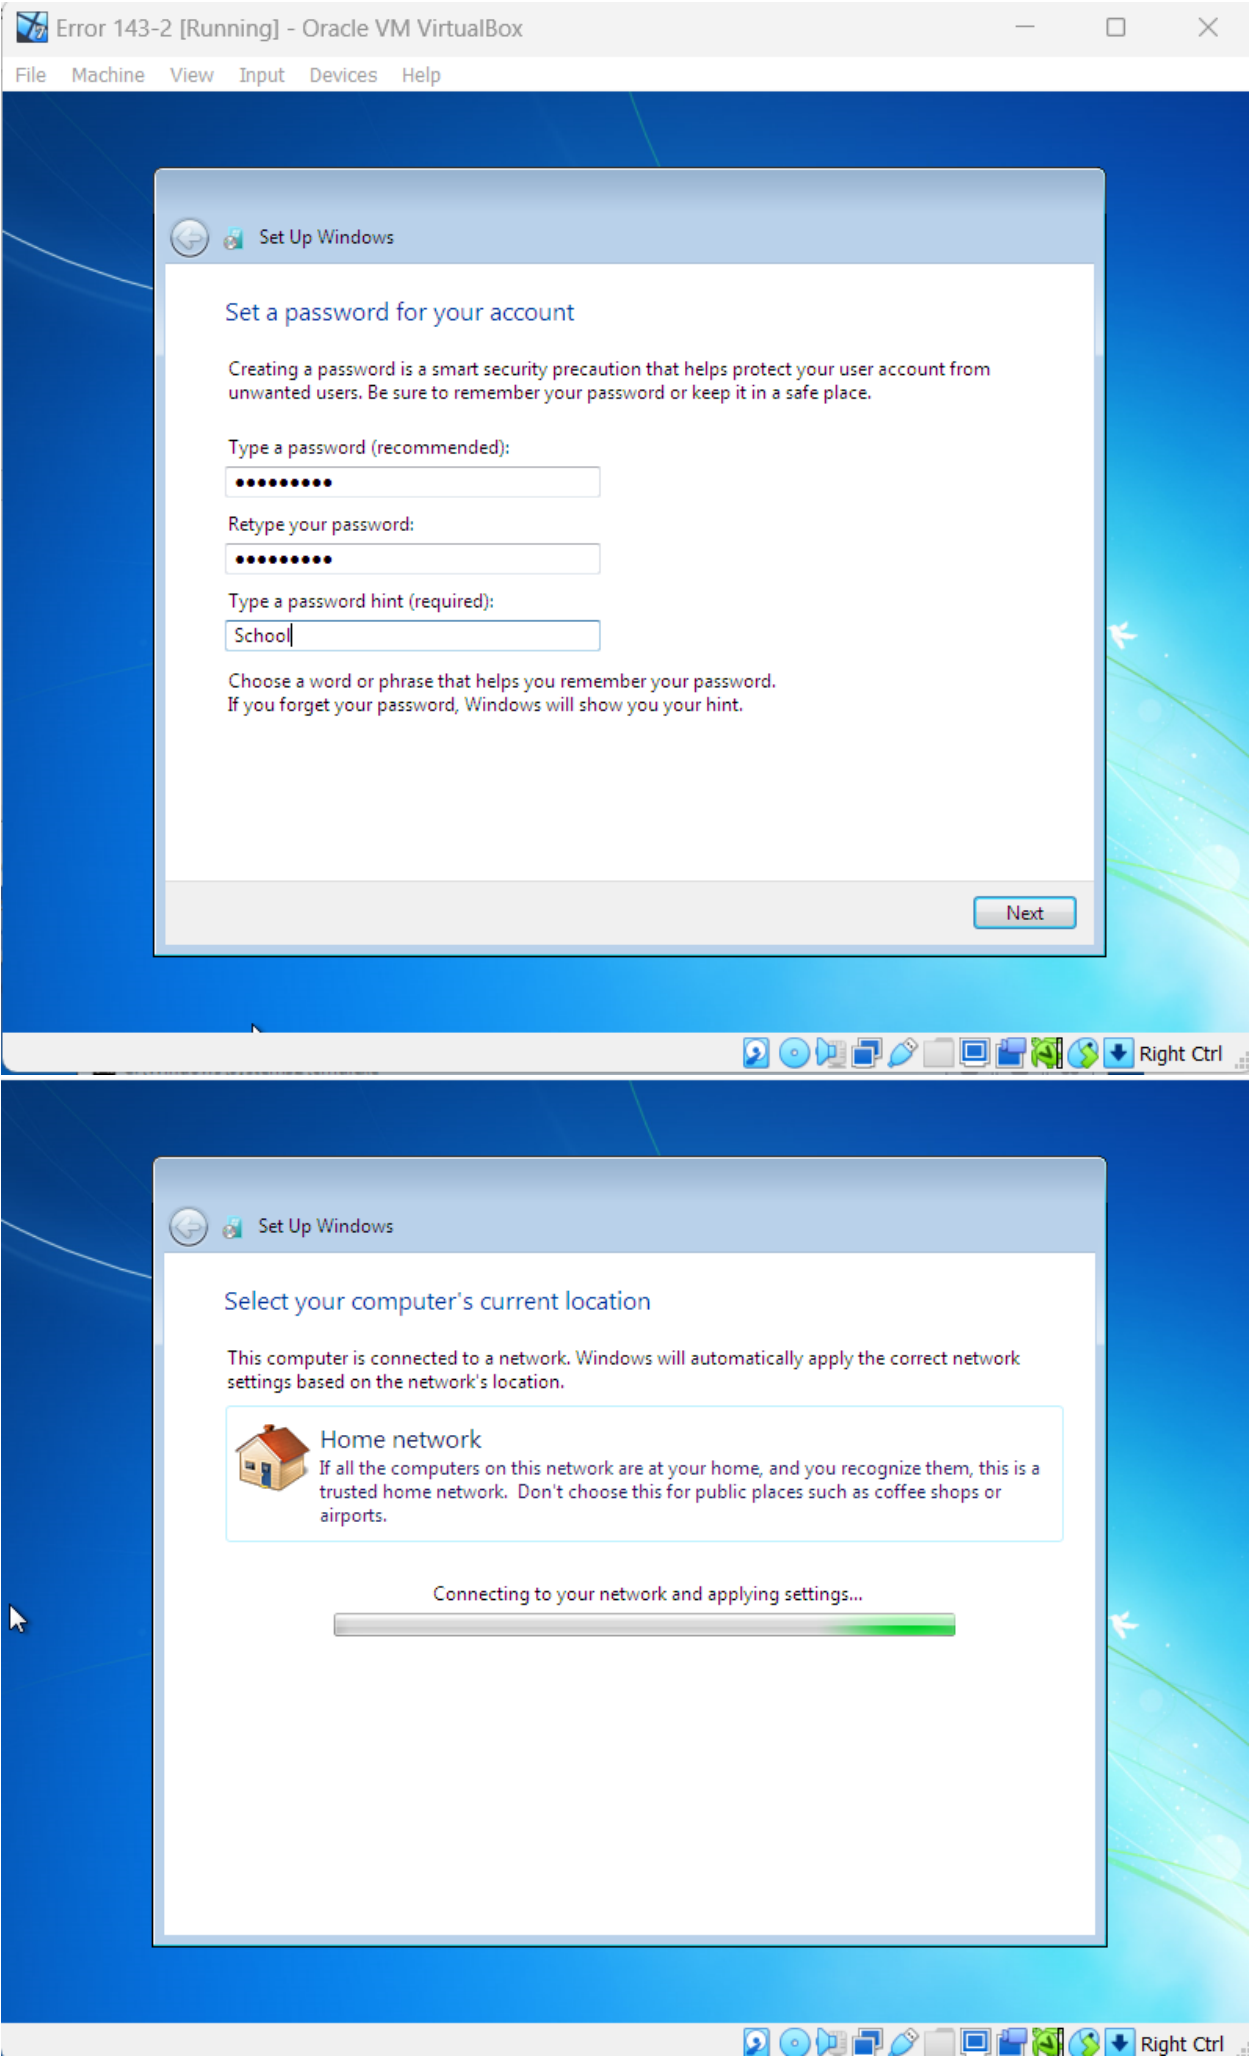 Error 143-2 [Running] - Oracle VM VirtualBox
File Machine View Input Devices Help
Set Up Windows
Set a password for your account
Creating a password is a smart security precaution that helps protect your user account from
unwanted users. Be sure to remember your password or keep it in a safe place.
Type a password (recommended):
●●●●●●●●●
Retype your password:
●●●●●●●●●
Type a password hint (required):
School
Choose a word or phrase that helps you remember your password.
If you forget your password, Windows will show you your hint.
Next
Right Ctrl
Set Up Windows
Select your computer's current location
This computer is connected to a network. Windows will automatically apply the correct network
settings based on the network's location.
Home network
If all the computers on this network are at your home, and you recognize them, this is a
trusted home network. Don't choose this for public places such as coffee shops or
airports.
Connecting to your network and applying settings...
Right Ctrl